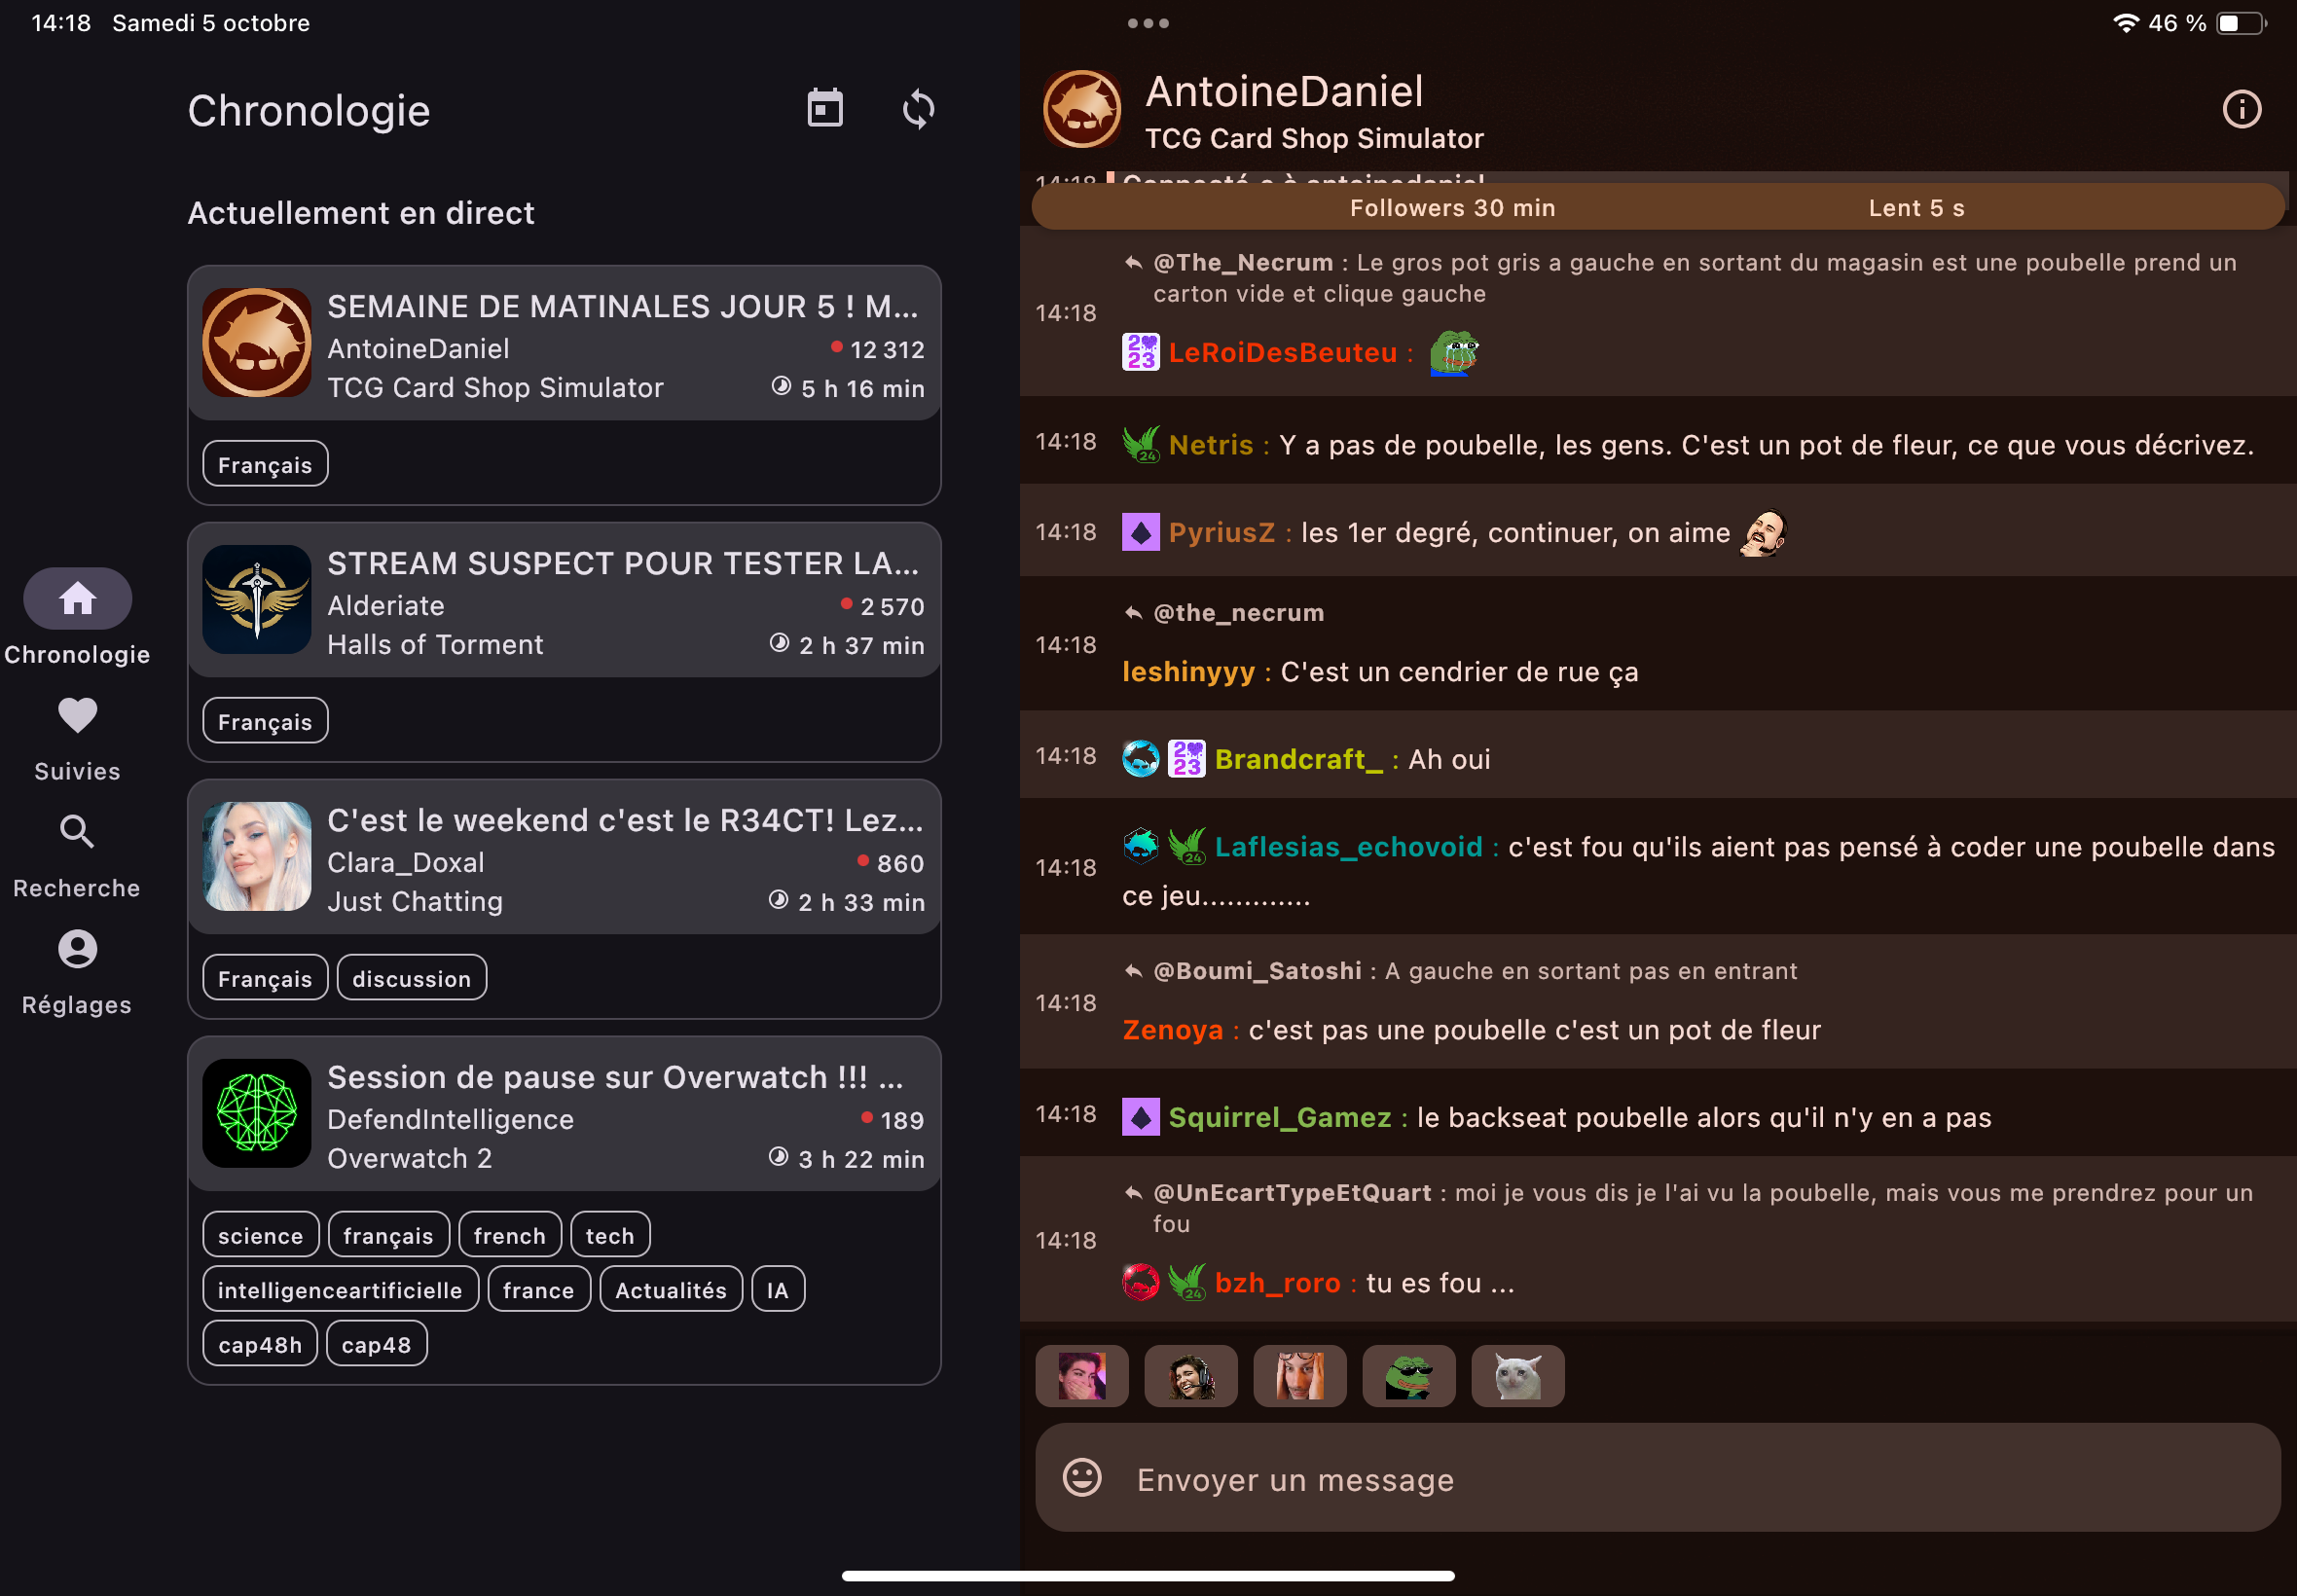 14:18 Samedi 5 octobre
46 %
Chronologie
Actuellement en direct
SEMAINE DE MATINALES JOUR 5 ! M...
AntoineDaniel
12 312
TCG Card Shop Simulator
5 h 16 min
Français
STREAM SUSPECT POUR TESTER LA...
Alderiate
2 570
Halls of Torment
2 h 37 min
Français
C'est le weekend c'est le R34CT! Lez...
Clara_Doxal
860
Just Chatting
2 h 33 min
Français discussion
Session de pause sur Overwatch !!! ...
DefendIntelligence
189
Overwatch 2
3 h 22 min
science français french tech
intelligenceartificielle france Actualités IA
cap48h cap48
Chronologie
Suivies
Recherche
Réglages
AntoineDaniel
TCG Card Shop Simulator
14:18 Connecté·e à antoinedaniel
Followers 30 min Lent 5 s
@The_Necrum : Le gros pot gris a gauche en sortant du magasin est une poubelle prend un
carton vide et clique gauche
14:18
2023 LeRoiDesBeuteu :
14:18 24 Netris : Y a pas de poubelle, les gens. C'est un pot de fleur, ce que vous décrivez.
14:18 PyriusZ : les 1er degré, continuer, on aime
@the_necrum
14:18
leshinyyy : C'est un cendrier de rue ça
14:18 2023 Brandcraft_ : Ah oui
24 Laflesias_echovoid : c'est fou qu'ils aient pas pensé à coder une poubelle dans
14:18
ce jeu.............
@Boumi_Satoshi : A gauche en sortant pas en entrant
14:18
Zenoya : c'est pas une poubelle c'est un pot de fleur
14:18 Squirrel_Gamez : le backseat poubelle alors qu'il n'y en a pas
@UnEcartTypeEtQuart : moi je vous dis je l'ai vu la poubelle, mais vous me prendrez pour un
fou
14:18
24 bzh_roro : tu es fou ...
Envoyer un message